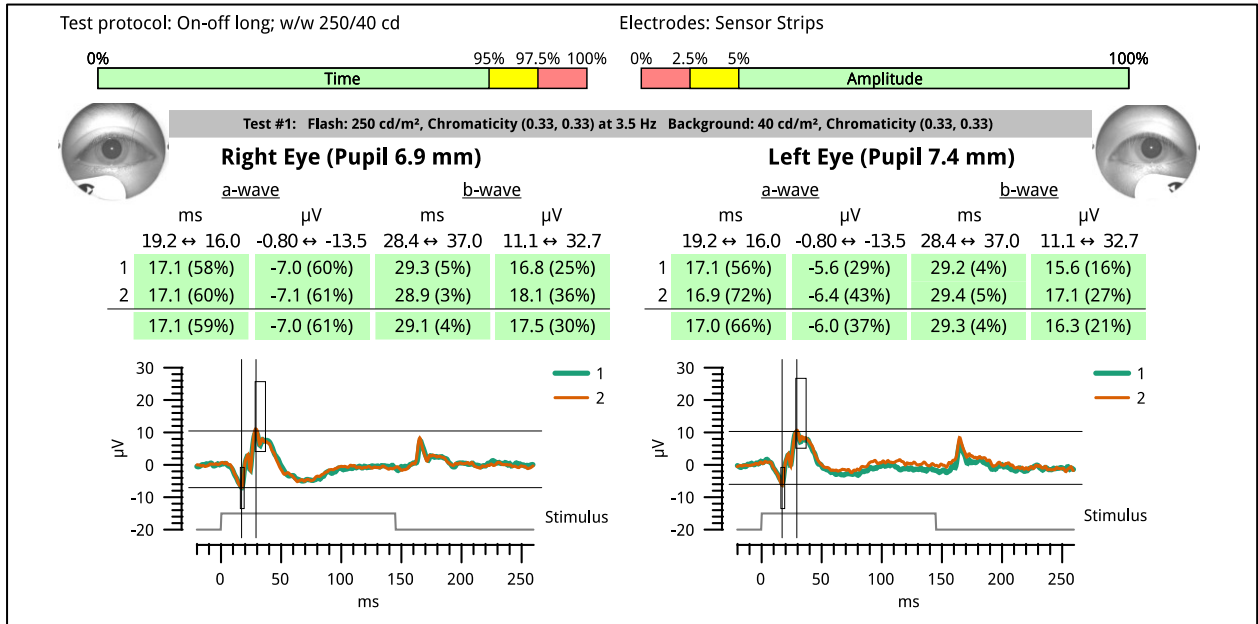 Test protocol: On-off long; w/w 250/40 cd Electrodes: Sensor Strips
0% 95% 97.5% 100% 0% 2.5% 5% 100%
Time Amplitude
Test #1: Flash: 250 cd/m², Chromaticity (0.33, 0.33) at 3.5 Hz Background: 40 cd/m², Chromaticity (0.33, 0.33)
Right Eye (Pupil 6.9 mm) Left Eye (Pupil 7.4 mm)
a-wave b-wave a-wave b-wave
ms µV ms µV ms µV ms µV
19.2 ↔ 16.0 -0.80 ↔ -13.5 28.4 ↔ 37.0 11.1 ↔ 32.7 19.2 ↔ 16.0 -0.80 ↔ -13.5 28.4 ↔ 37.0 11.1 ↔ 32.7
1 17.1 (58%) -7.0 (60%) 29.3 (5%) 16.8 (25%) 1 17.1 (56%) -5.6 (29%) 29.2 (4%) 15.6 (16%)
2 17.1 (60%) -7.1 (61%) 28.9 (3%) 18.1 (36%) 2 16.9 (72%) -6.4 (43%) 29.4 (5%) 17.1 (27%)
17.1 (59%) -7.0 (61%) 29.1 (4%) 17.5 (30%) 17.0 (66%) -6.0 (37%) 29.3 (4%) 16.3 (21%)
30 1 30 1
20 2 20 2
10 10
µV 0 µV 0
-10 -10
Stimulus Stimulus
-20 -20
0 50 100 150 200 250 0 50 100 150 200 250
ms ms